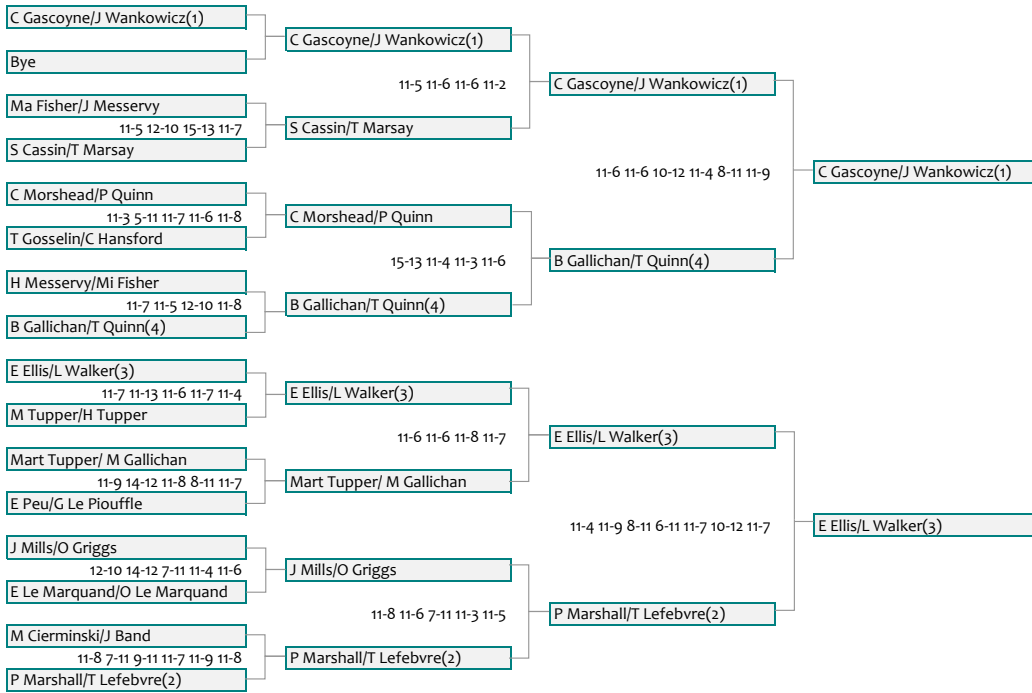 C Gascoyne/J Wankowicz(1)
C Gascoyne/J Wankowicz(1)
Bye
11-5 11-6 11-6 11-2
C Gascoyne/J Wankowicz(1)
Ma Fisher/J Messervy
11-5 12-10 15-13 11-7
S Cassin/T Marsay
S Cassin/T Marsay
11-6 11-6 10-12 11-4 8-11 11-9
C Gascoyne/J Wankowicz(1)
C Morshead/P Quinn
11-3 5-11 11-7 11-6 11-8
C Morshead/P Quinn
T Gosselin/C Hansford
15-13 11-4 11-3 11-6
B Gallichan/T Quinn(4)
H Messervy/Mi Fisher
11-7 11-5 12-10 11-8
B Gallichan/T Quinn(4)
B Gallichan/T Quinn(4)
E Ellis/L Walker(3)
11-7 11-13 11-6 11-7 11-4
E Ellis/L Walker(3)
M Tupper/H Tupper
11-6 11-6 11-8 11-7
E Ellis/L Walker(3)
Mart Tupper/ M Gallichan
11-9 14-12 11-8 8-11 11-7
Mart Tupper/ M Gallichan
E Peu/G Le Piouffle
11-4 11-9 8-11 6-11 11-7 10-12 11-7
E Ellis/L Walker(3)
J Mills/O Griggs
12-10 14-12 7-11 11-4 11-6
J Mills/O Griggs
E Le Marquand/O Le Marquand
11-8 11-6 7-11 11-3 11-5
P Marshall/T Lefebvre(2)
M Cierminski/J Band
11-8 7-11 9-11 11-7 11-9 11-8
P Marshall/T Lefebvre(2)
P Marshall/T Lefebvre(2)